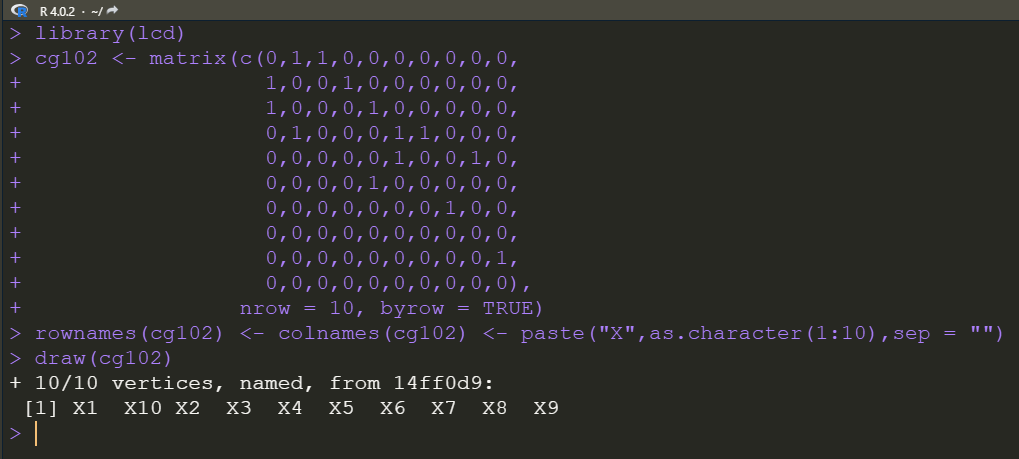 R 4.0.2 · ~/
> library(lcd)
> cg102 <- matrix(c(0,1,1,0,0,0,0,0,0,0,
+                   1,0,0,1,0,0,0,0,0,0,
+                   1,0,0,0,1,0,0,0,0,0,
+                   0,1,0,0,0,1,1,0,0,0,
+                   0,0,0,0,0,1,0,0,1,0,
+                   0,0,0,0,1,0,0,0,0,0,
+                   0,0,0,0,0,0,0,1,0,0,
+                   0,0,0,0,0,0,0,0,0,0,
+                   0,0,0,0,0,0,0,0,0,1,
+                   0,0,0,0,0,0,0,0,0,0),
+                 nrow = 10, byrow = TRUE)
> rownames(cg102) <- colnames(cg102) <- paste("X",as.character(1:10),sep = "")
> draw(cg102)
+ 10/10 vertices, named, from 14ff0d9:
 [1] X1  X10 X2  X3  X4  X5  X6  X7  X8  X9
>